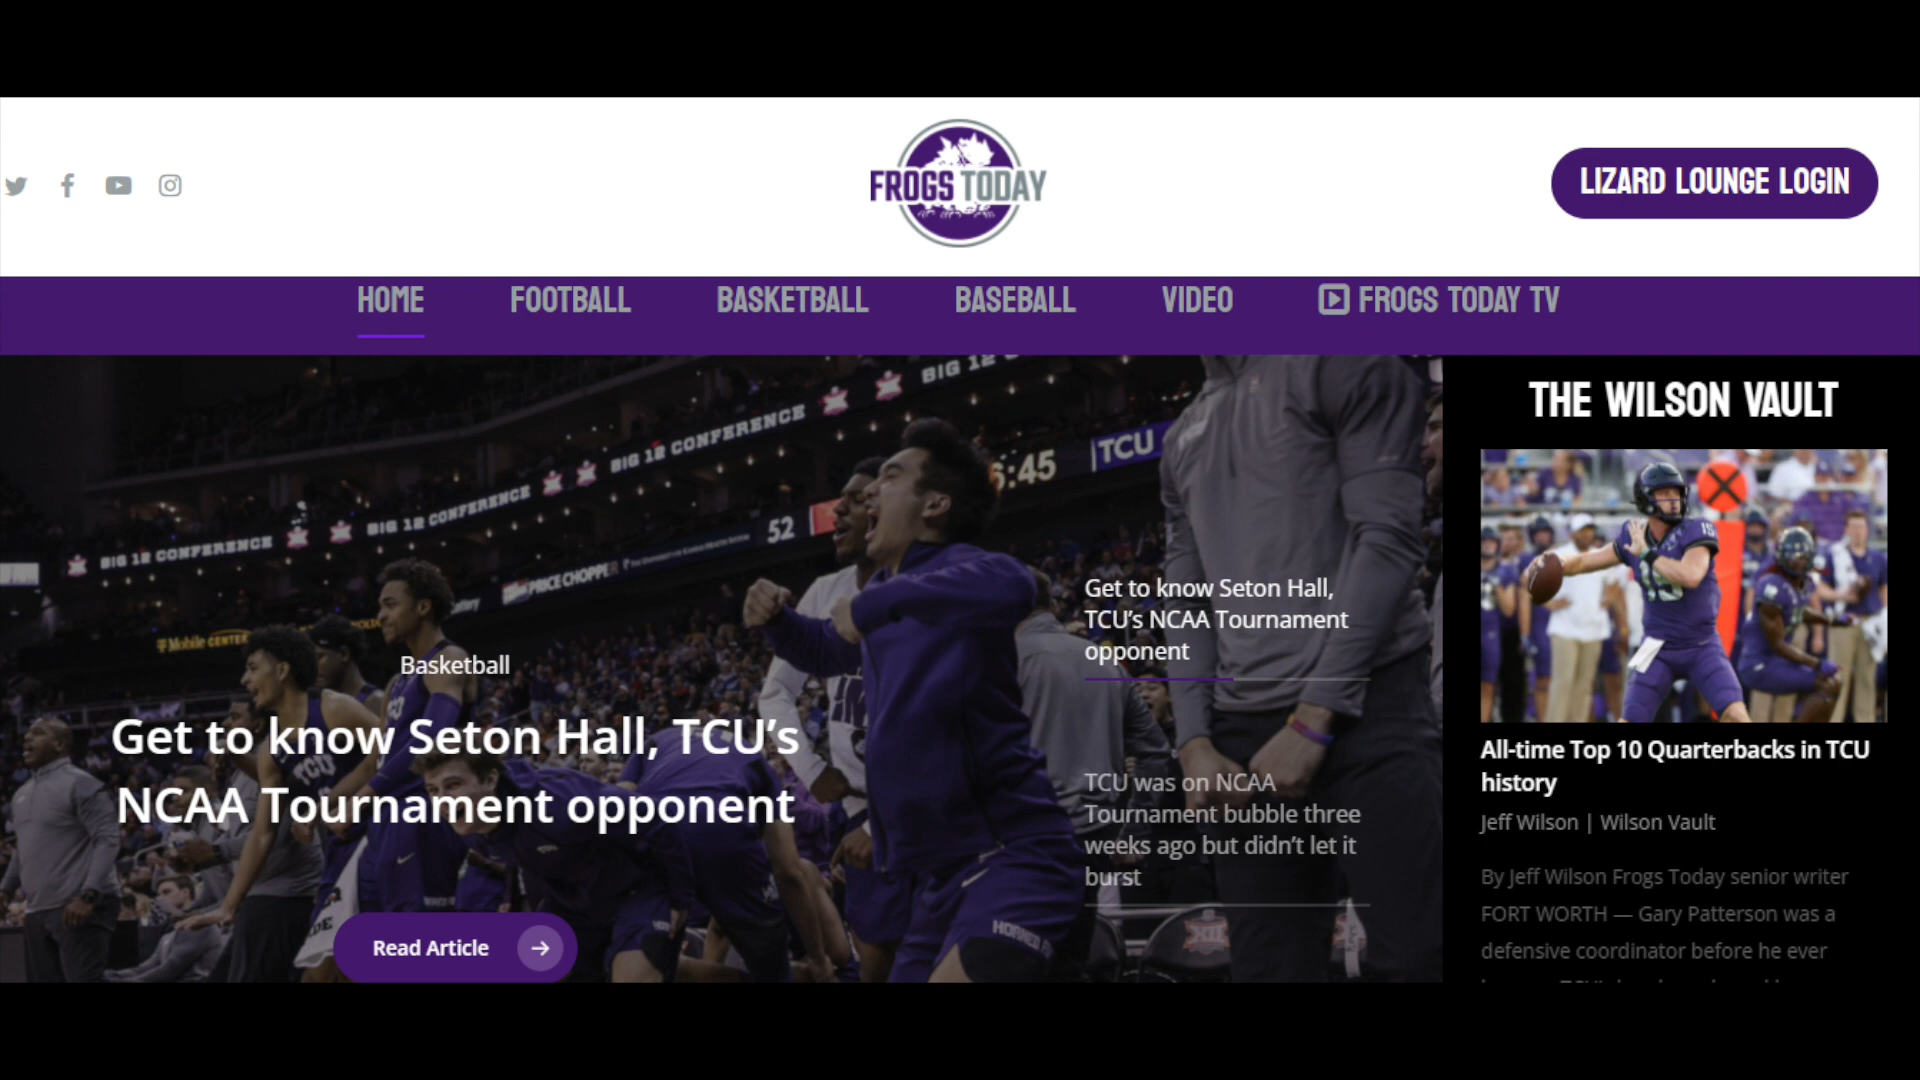 FROGS TODAY
LIZARD LOUNGE LOGIN
HOME
FOOTBALL
BASKETBALL
BASEBALL
VIDEO
FROGS TODAY TV
BIG 12 CONFERENCE
BIG 12 CONFERENCE
BIG 12 CONFERENCE
BIG 12
:45
TCU
52
PRICE CHOPPER
T Mobile CENTER
TCU
HORNED
XII
Basketball
Get to know Seton Hall, TCU’s
NCAA Tournament opponent
Read Article
Get to know Seton Hall,
TCU’s NCAA Tournament
opponent
TCU was on NCAA
Tournament bubble three
weeks ago but didn’t let it
burst
THE WILSON VAULT
15
All-time Top 10 Quarterbacks in TCU
history
Jeff Wilson | Wilson Vault
By Jeff Wilson Frogs Today senior writer
FORT WORTH — Gary Patterson was a
defensive coordinator before he ever